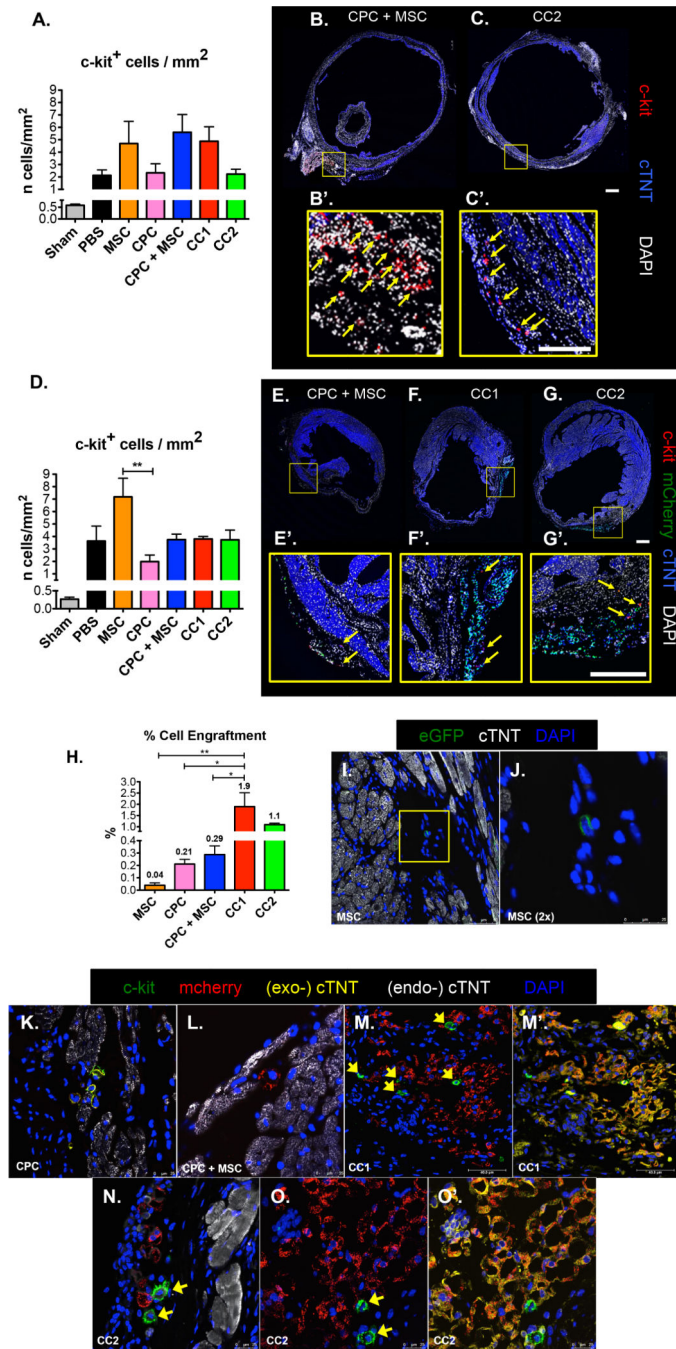 A.
c-kit+ cells / mm2
n cells/mm2
9
8
7
6
5
4
3
2
1
0.5
0.0
Sham
PBS
MSC
CPC
CPC + MSC
CC1
CC2
B. CPC + MSC C. CC2
c-kit cTNT DAPI
B'. C'.
D.
c-kit+ cells / mm2
**
n cells/mm2
9
8
7
6
5
4
3
2
1
0.5
0.0
Sham
PBS
MSC
CPC
CPC + MSC
CC1
CC2
E. CPC + MSC F. CC1 G. CC2
c-kit mCherry cTNT DAPI
E'. F'. G'.
H.
% Cell Engraftment
**
*
*
%
3.0
2.5
2.0
1.5
1.0
0.4
0.3
0.2
0.1
0.0
0.04
0.21
0.29
1.9
1.1
MSC
CPC
CPC + MSC
CC1
CC2
eGFP cTNT DAPI
I. J.
MSC MSC (2x)
c-kit mcherry (exo-) cTNT (endo-) cTNT DAPI
K. L. M. M'.
CPC CPC + MSC CC1 CC1
N. O. O'.
CC2 CC2 CC2